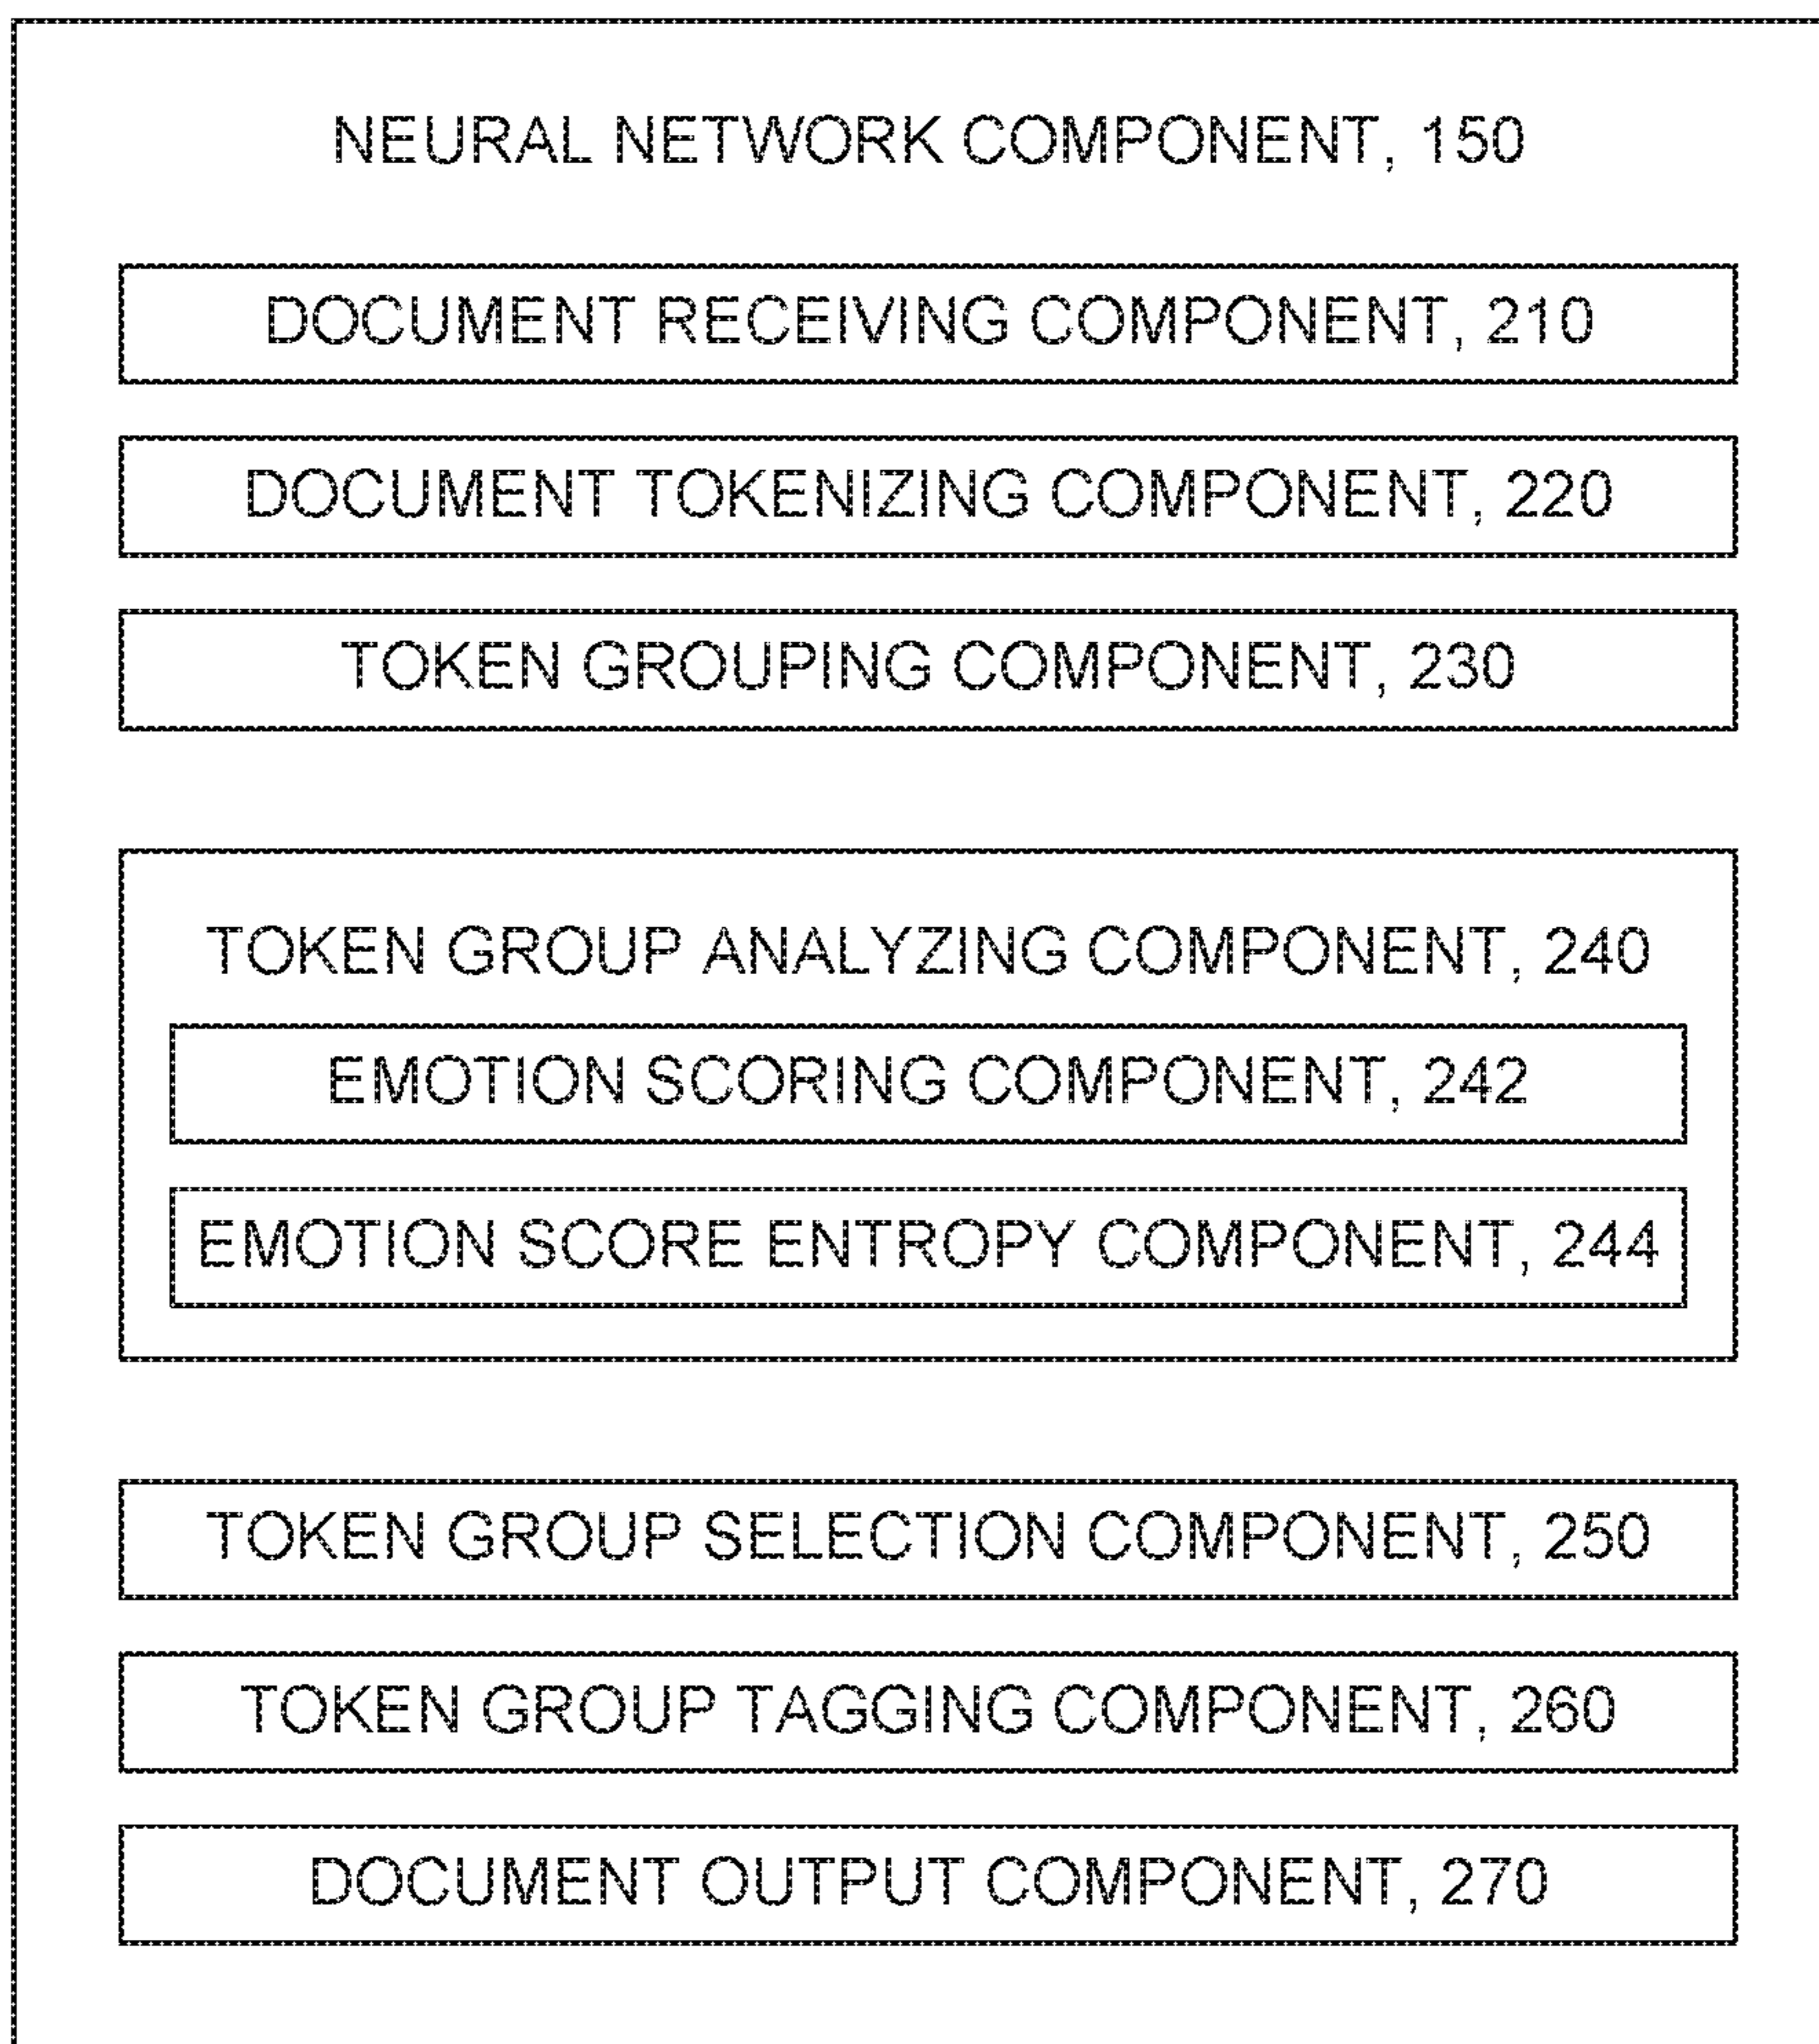 NEURAL NETWORK COMPONENT, 150
DOCUMENT RECEIVING COMPONENT, 210
DOCUMENT TOKENIZING COMPONENT, 220
TOKEN GROUPING COMPONENT, 230
TOKEN GROUP ANALYZING COMPONENT, 240
EMOTION SCORING COMPONENT, 242
EMOTION SCORE ENTROPY COMPONENT, 244
TOKEN GROUP SELECTION COMPONENT, 250
TOKEN GROUP TAGGING COMPONENT, 260
DOCUMENT OUTPUT COMPONENT, 270